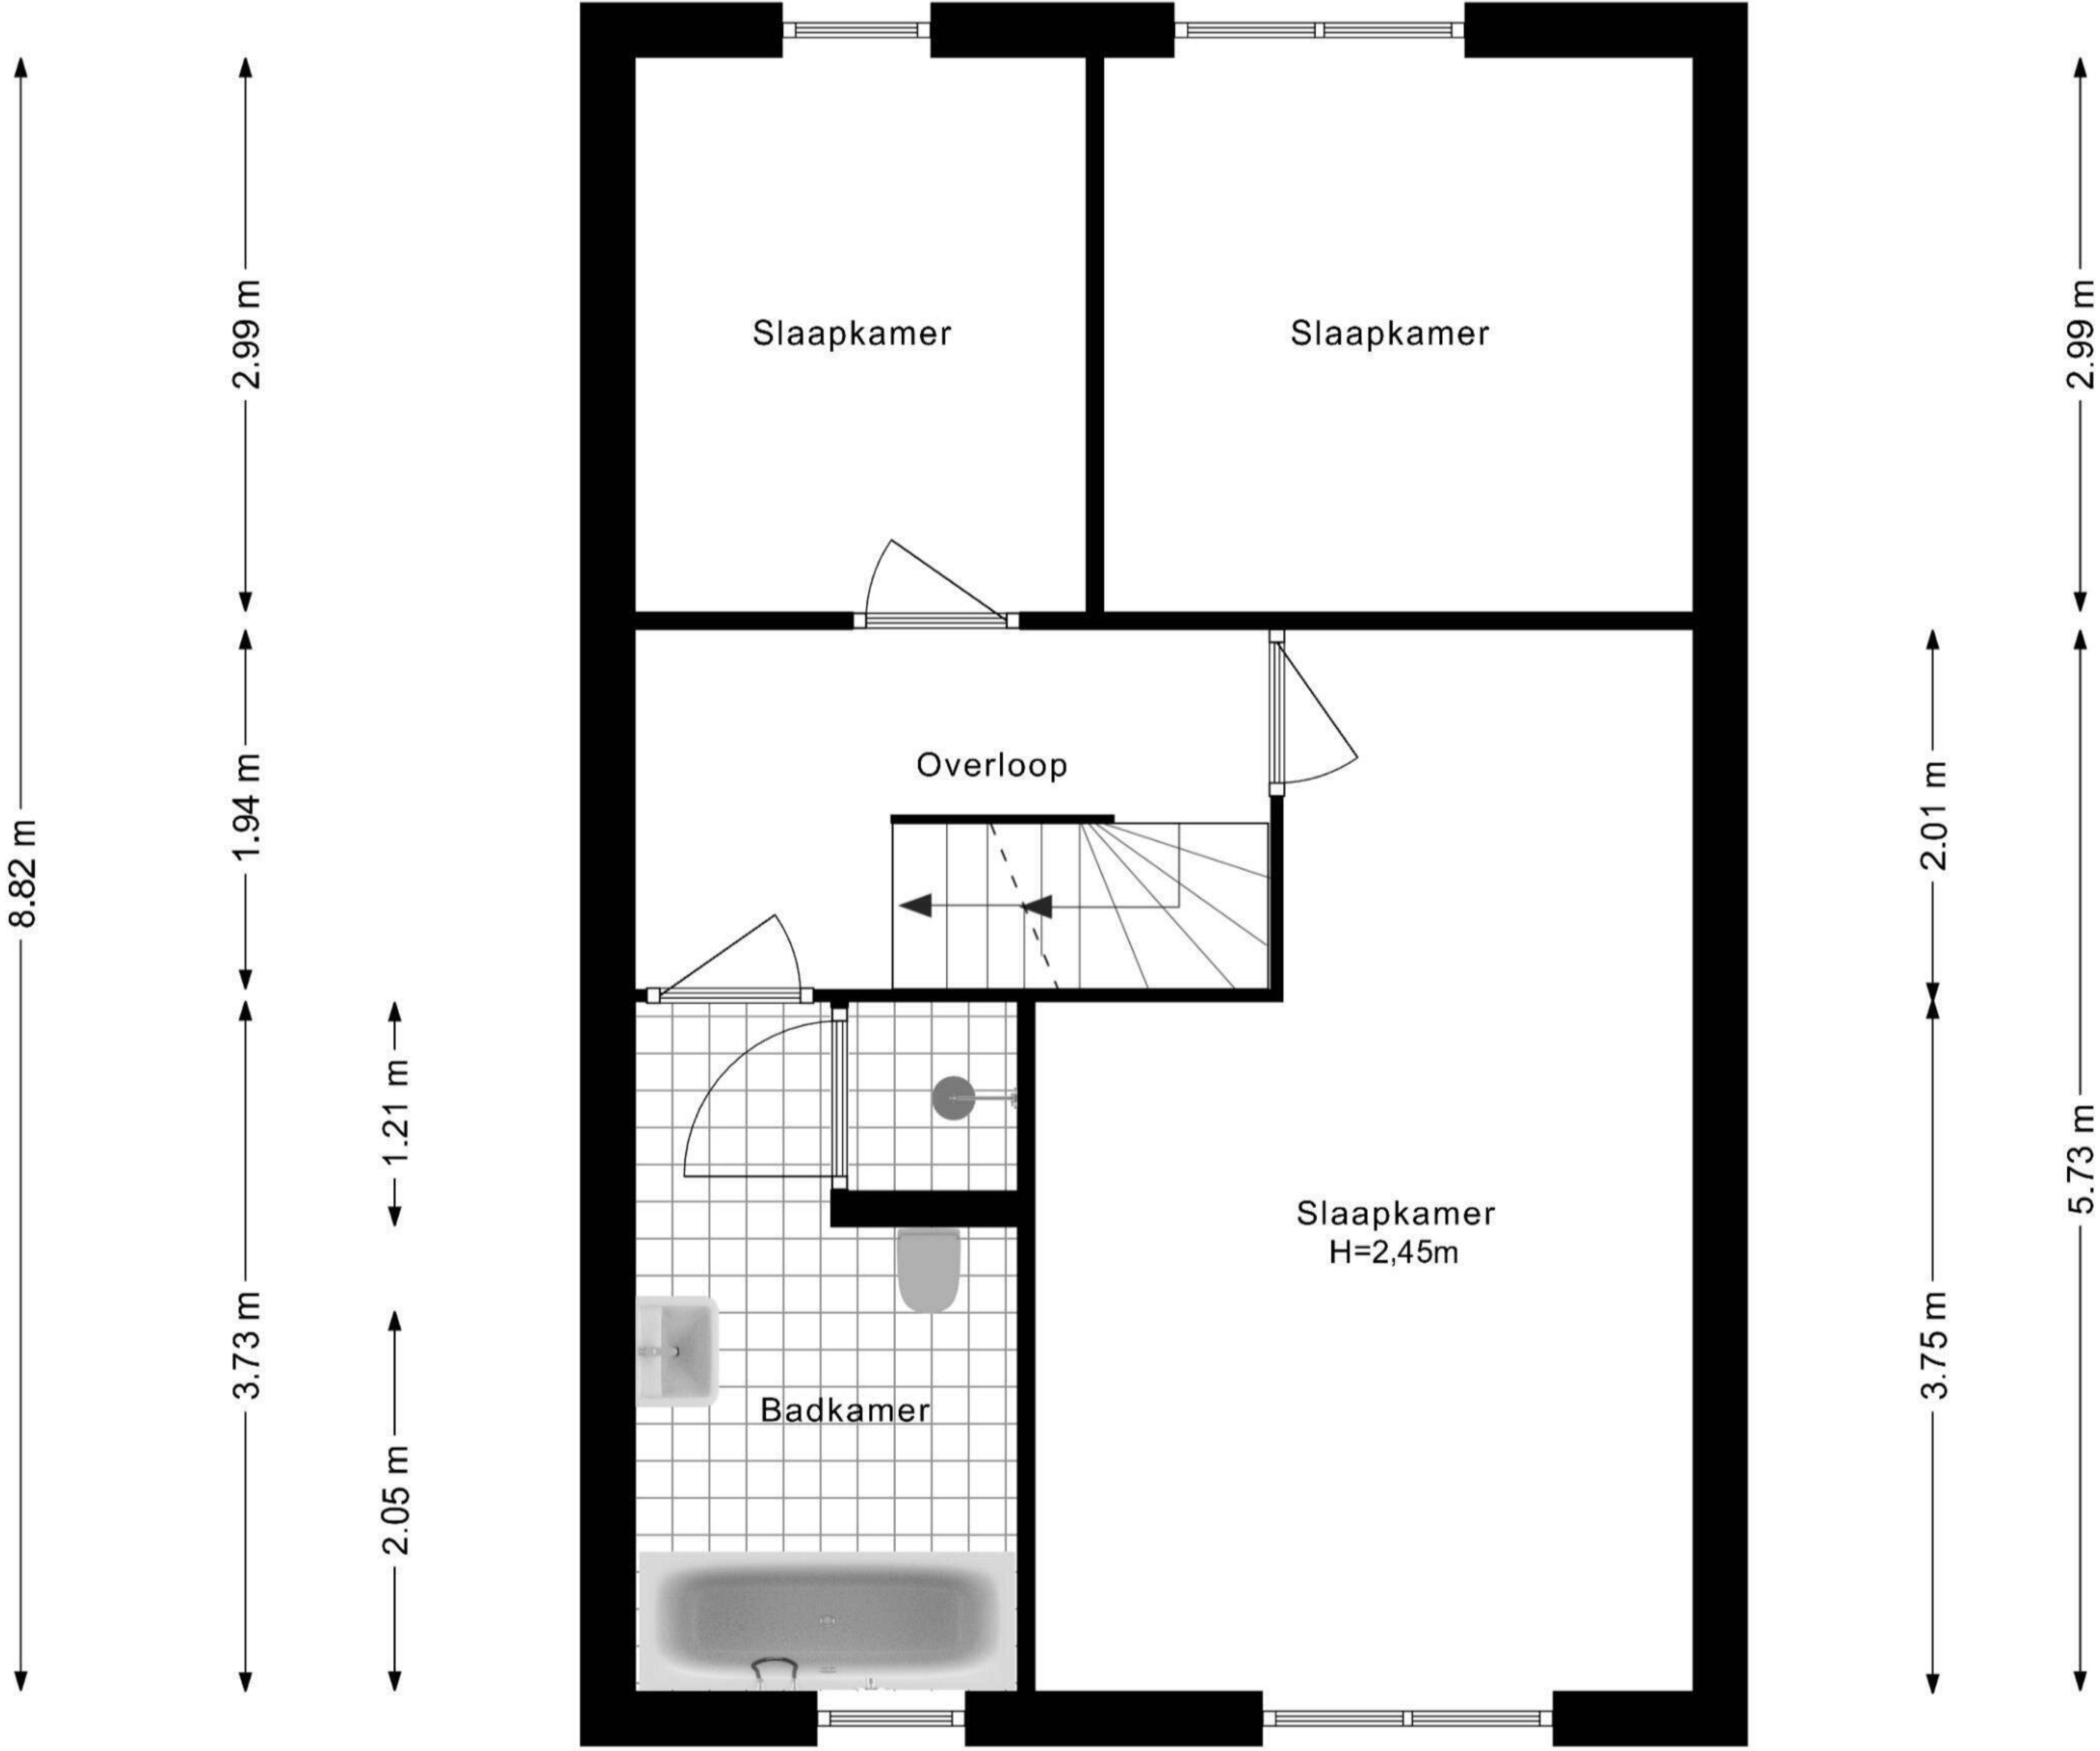 Slaapkamer
Slaapkamer
2.99 m
2.99 m
Overloop
1.94 m
2.01 m
8.82 m
1.21 m
5.73 m
Slaapkamer
H=2,45m
3.73 m
3.75 m
Badkamer
2.05 m